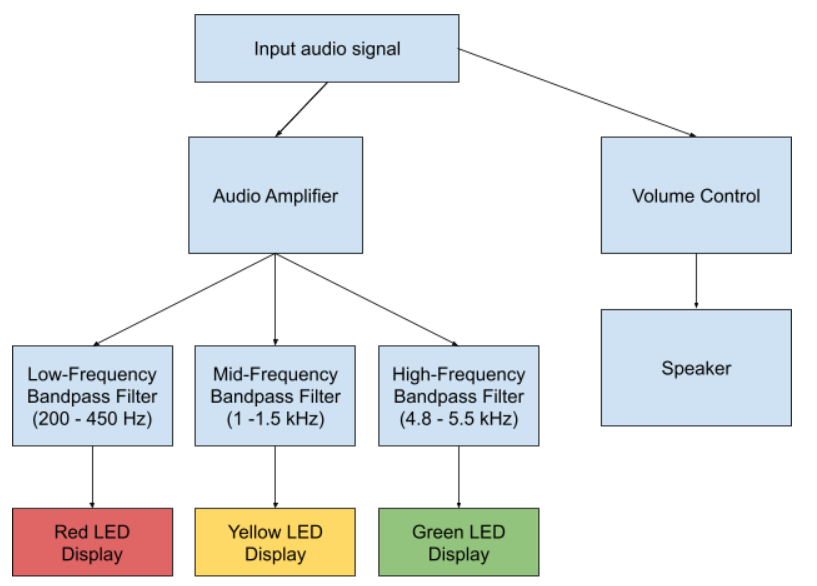 Input audio signal
Audio Amplifier
Volume Control
Low-Frequency
Bandpass Filter
(200 - 450 Hz)
Mid-Frequency
Bandpass Filter
(1 -1.5 kHz)
High-Frequency
Bandpass Filter
(4.8 - 5.5 kHz)
Speaker
Red LED
Display
Yellow LED
Display
Green LED
Display